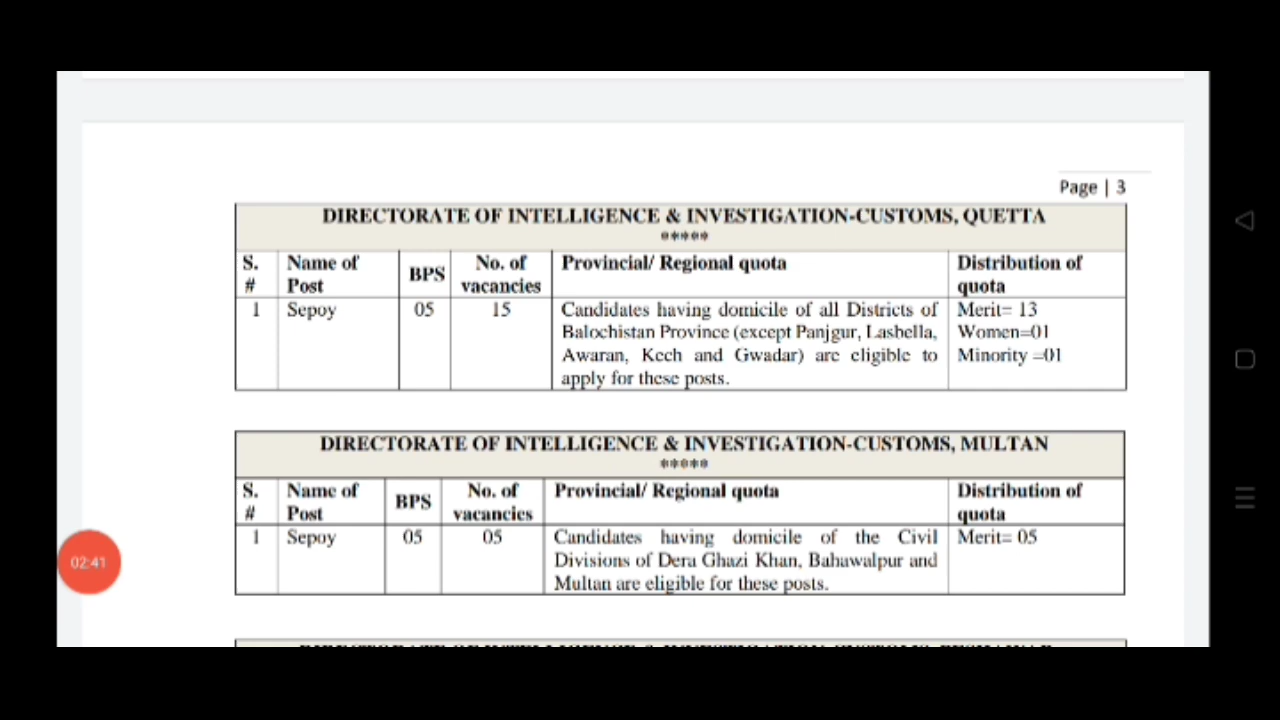 Page | 3
DIRECTORATE OF INTELLIGENCE & INVESTIGATION-CUSTOMS, QUETTA
*****
S. # Name of Post BPS No. of vacancies Provincial/ Regional quota Distribution of quota
1 Sepoy 05 15 Candidates having domicile of all Districts of Merit= 13
Balochistan Province (except Panjgur, Lasbella, Women=01
Awaran, Kech and Gwadar) are eligible to Minority =01
apply for these posts.
DIRECTORATE OF INTELLIGENCE & INVESTIGATION-CUSTOMS, MULTAN
*****
S. # Name of Post BPS No. of vacancies Provincial/ Regional quota Distribution of quota
1 Sepoy 05 05 Candidates having domicile of the Civil Merit= 05
Divisions of Dera Ghazi Khan, Bahawalpur and
Multan are eligible for these posts.
02:41